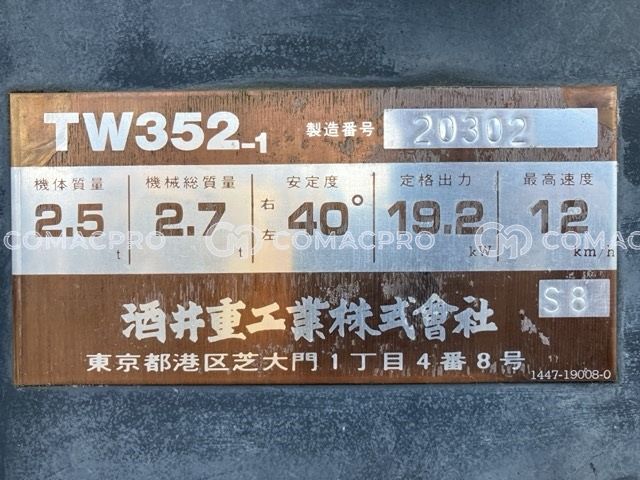 TW352-1 製造番号 20302
機体質量 機械総質量 安定度 定格出力 最高速度
2.5 t 2.7 t 右 左 40° 19.2 kW 12 km/h
COMACPRO COMACPRO COMACPRO
S8
酒井重工業株式會社
東京都港区芝大門1丁目4番8号
1447-19008-0